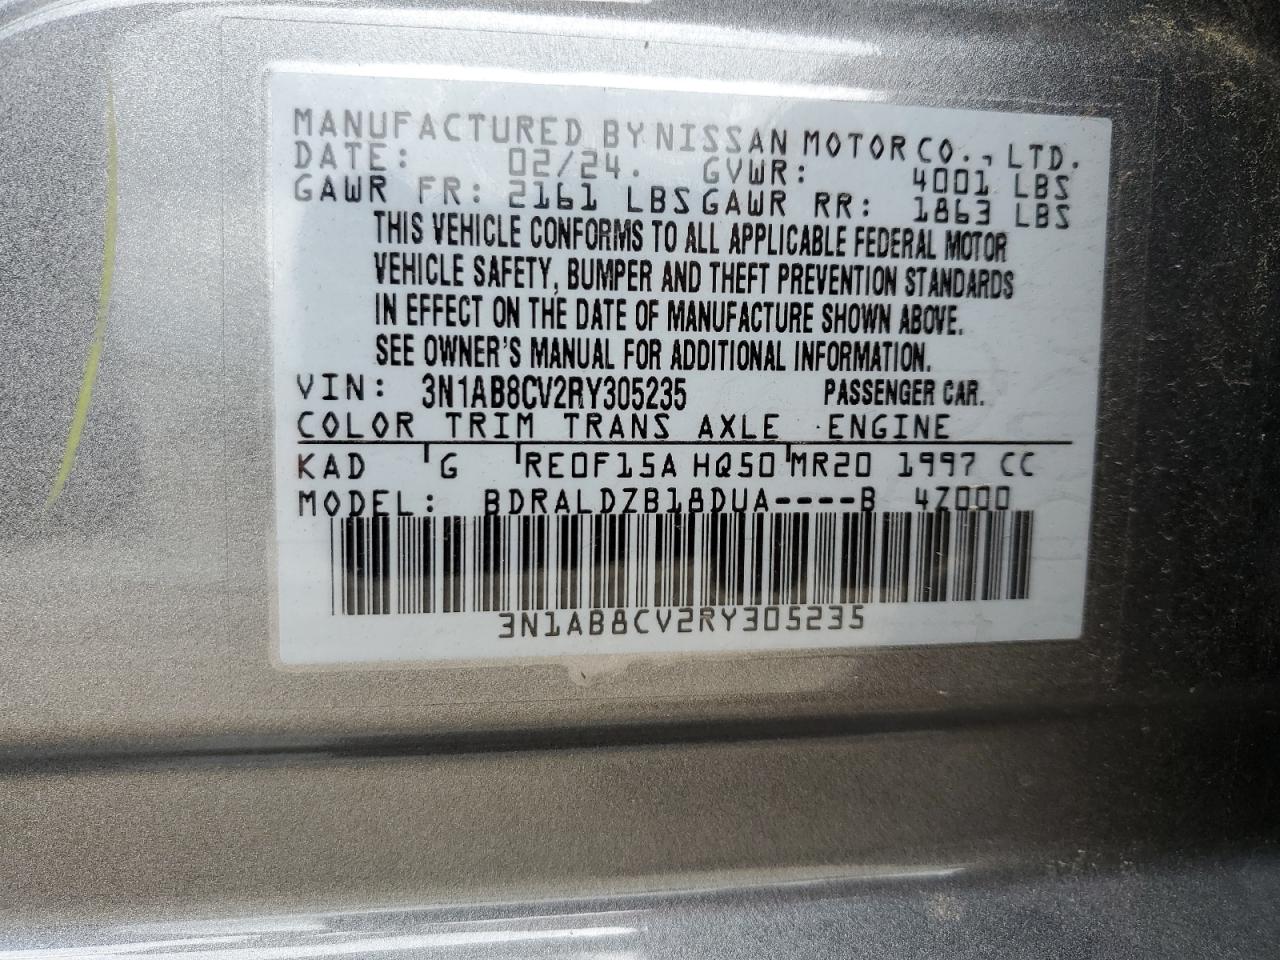 MANUFACTURED BY NISSAN MOTOR CO., LTD.
DATE: 02/24. GVWR: 4001 LBS
GAWR FR: 2161 LBS GAWR RR: 1863 LBS
THIS VEHICLE CONFORMS TO ALL APPLICABLE FEDERAL MOTOR
VEHICLE SAFETY, BUMPER AND THEFT PREVENTION STANDARDS
IN EFFECT ON THE DATE OF MANUFACTURE SHOWN ABOVE.
SEE OWNER'S MANUAL FOR ADDITIONAL INFORMATION.
VIN: 3N1AB8CV2RY305235 PASSENGER CAR.
COLOR TRIM TRANS AXLE ENGINE
KAD G RE0F15A HQ50 MR20 1997 CC
MODEL: BDRALDZB18DUA----B 4Z000
3N1AB8CV2RY305235